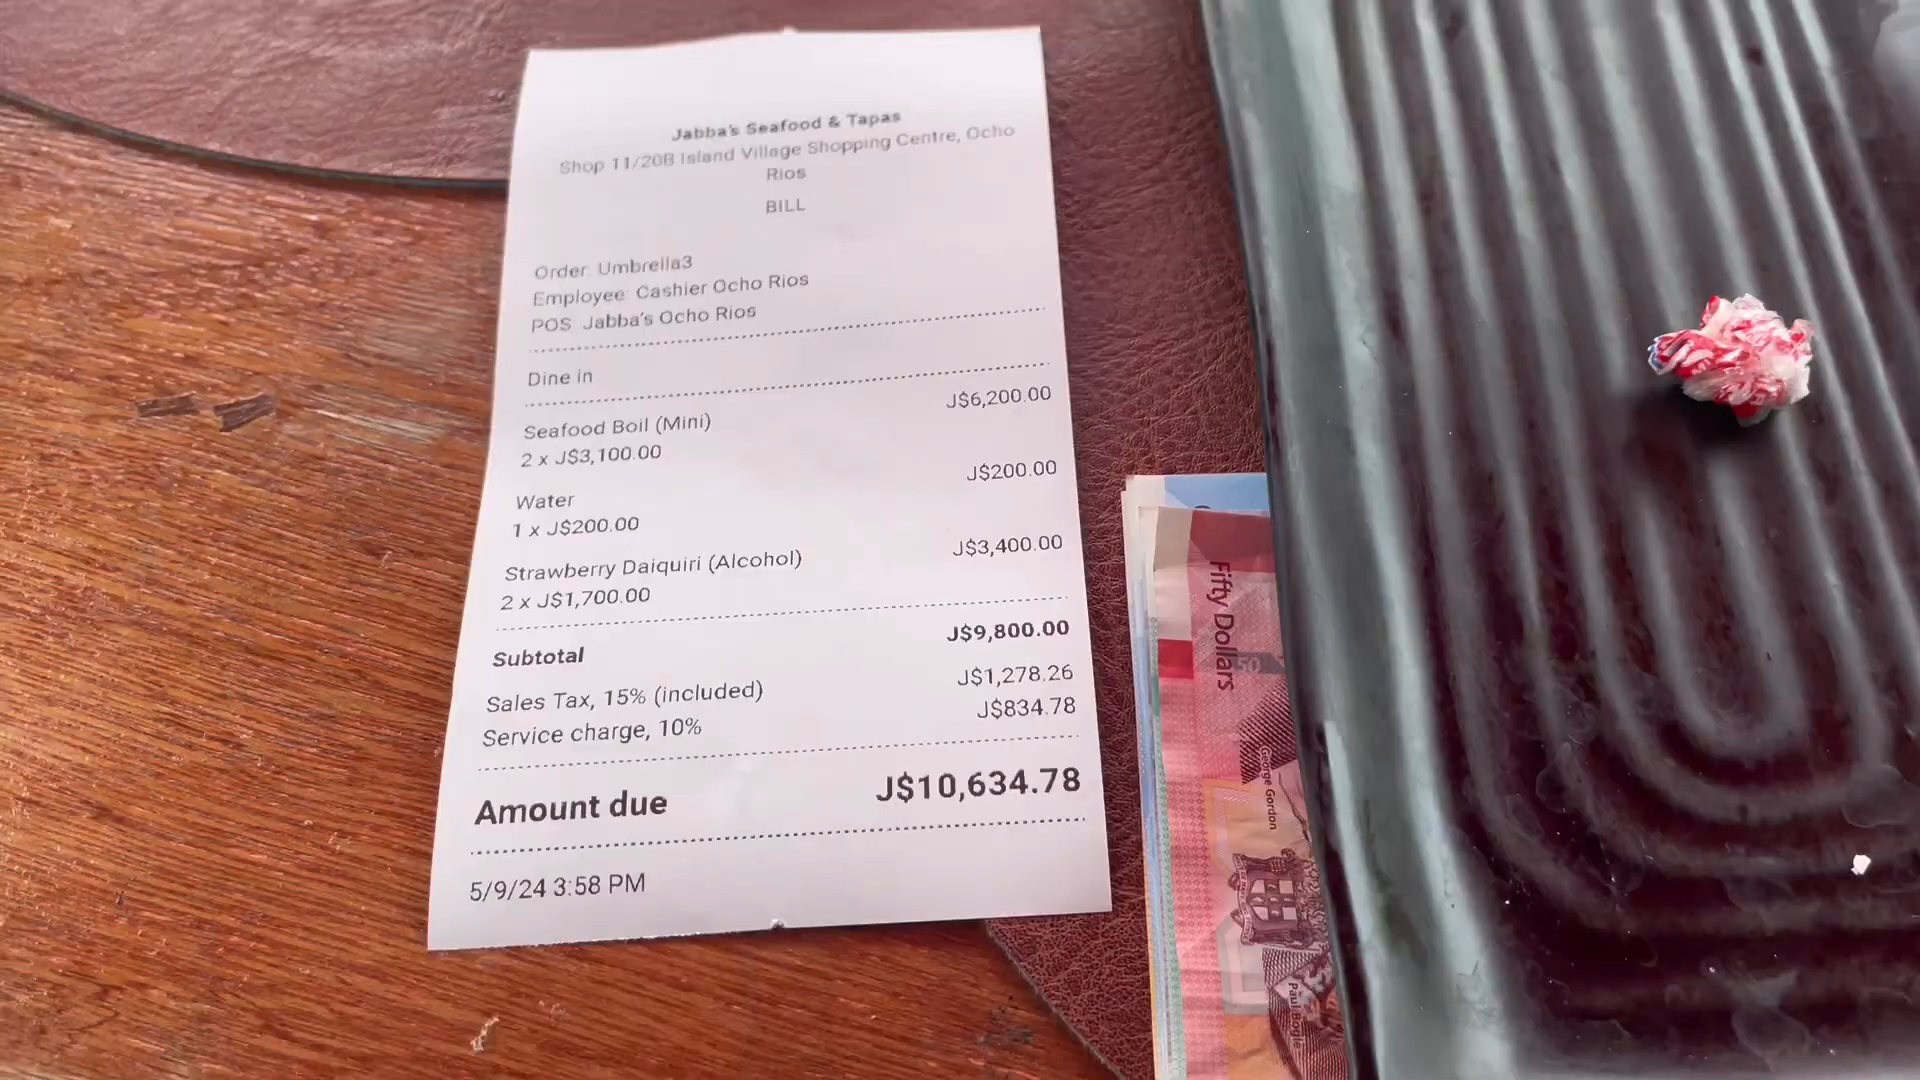 Jabba's Seafood & Tapas
Shop 11/20B Island Village Shopping Centre, Ocho
Rios
BILL
Order: Umbrella3
Employee: Cashier Ocho Rios
POS: Jabba's Ocho Rios
Dine in
Seafood Boil (Mini) J$6,200.00
2 x J$3,100.00
Water J$200.00
1 x J$200.00
Strawberry Daiquiri (Alcohol) J$3,400.00
2 x J$1,700.00
Subtotal J$9,800.00
Sales Tax, 15% (included) J$1,278.26
Service charge, 10% J$834.78
Amount due J$10,634.78
5/9/24 3:58 PM
Fifty Dollars
50
George Gordon
Paul Bogle